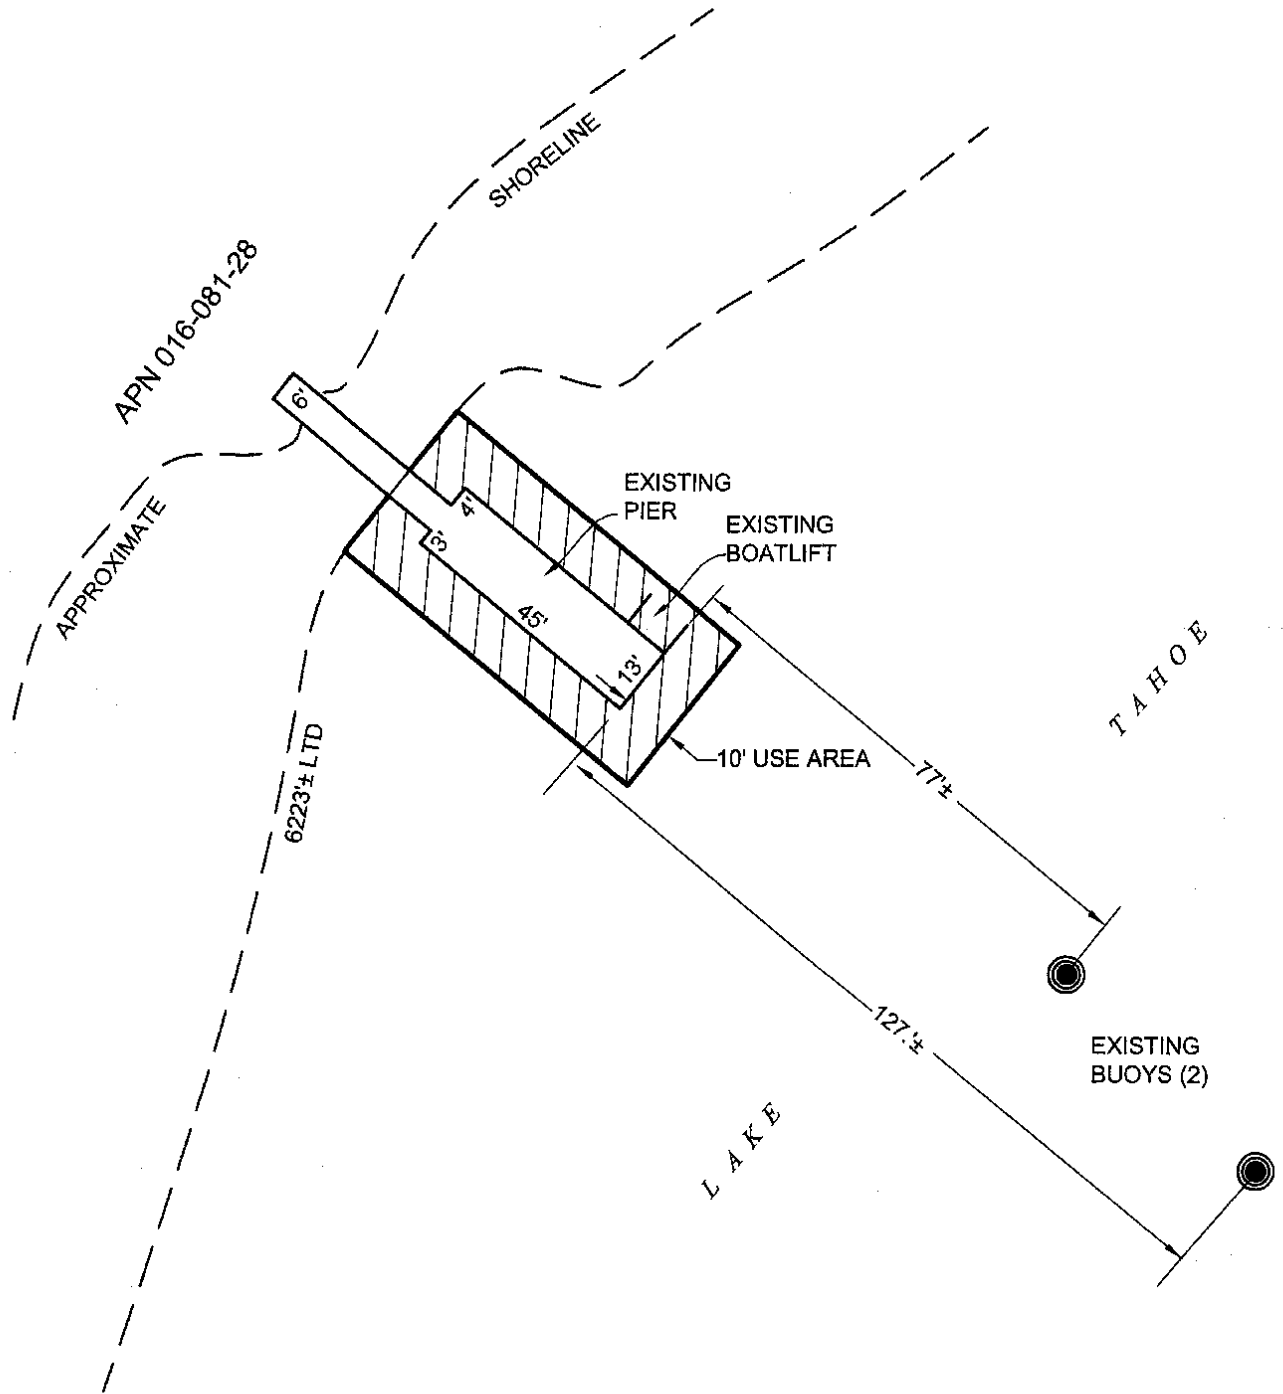 SHORELINE
APN 016-081-28
6'
APPROXIMATE
EXISTING
PIER
EXISTING
BOATLIFT
4'
3'
45'
13'
TAHOE
10' USE AREA
6223'± LTD
77'±
127.'±
EXISTING
BUOYS (2)
LAKE